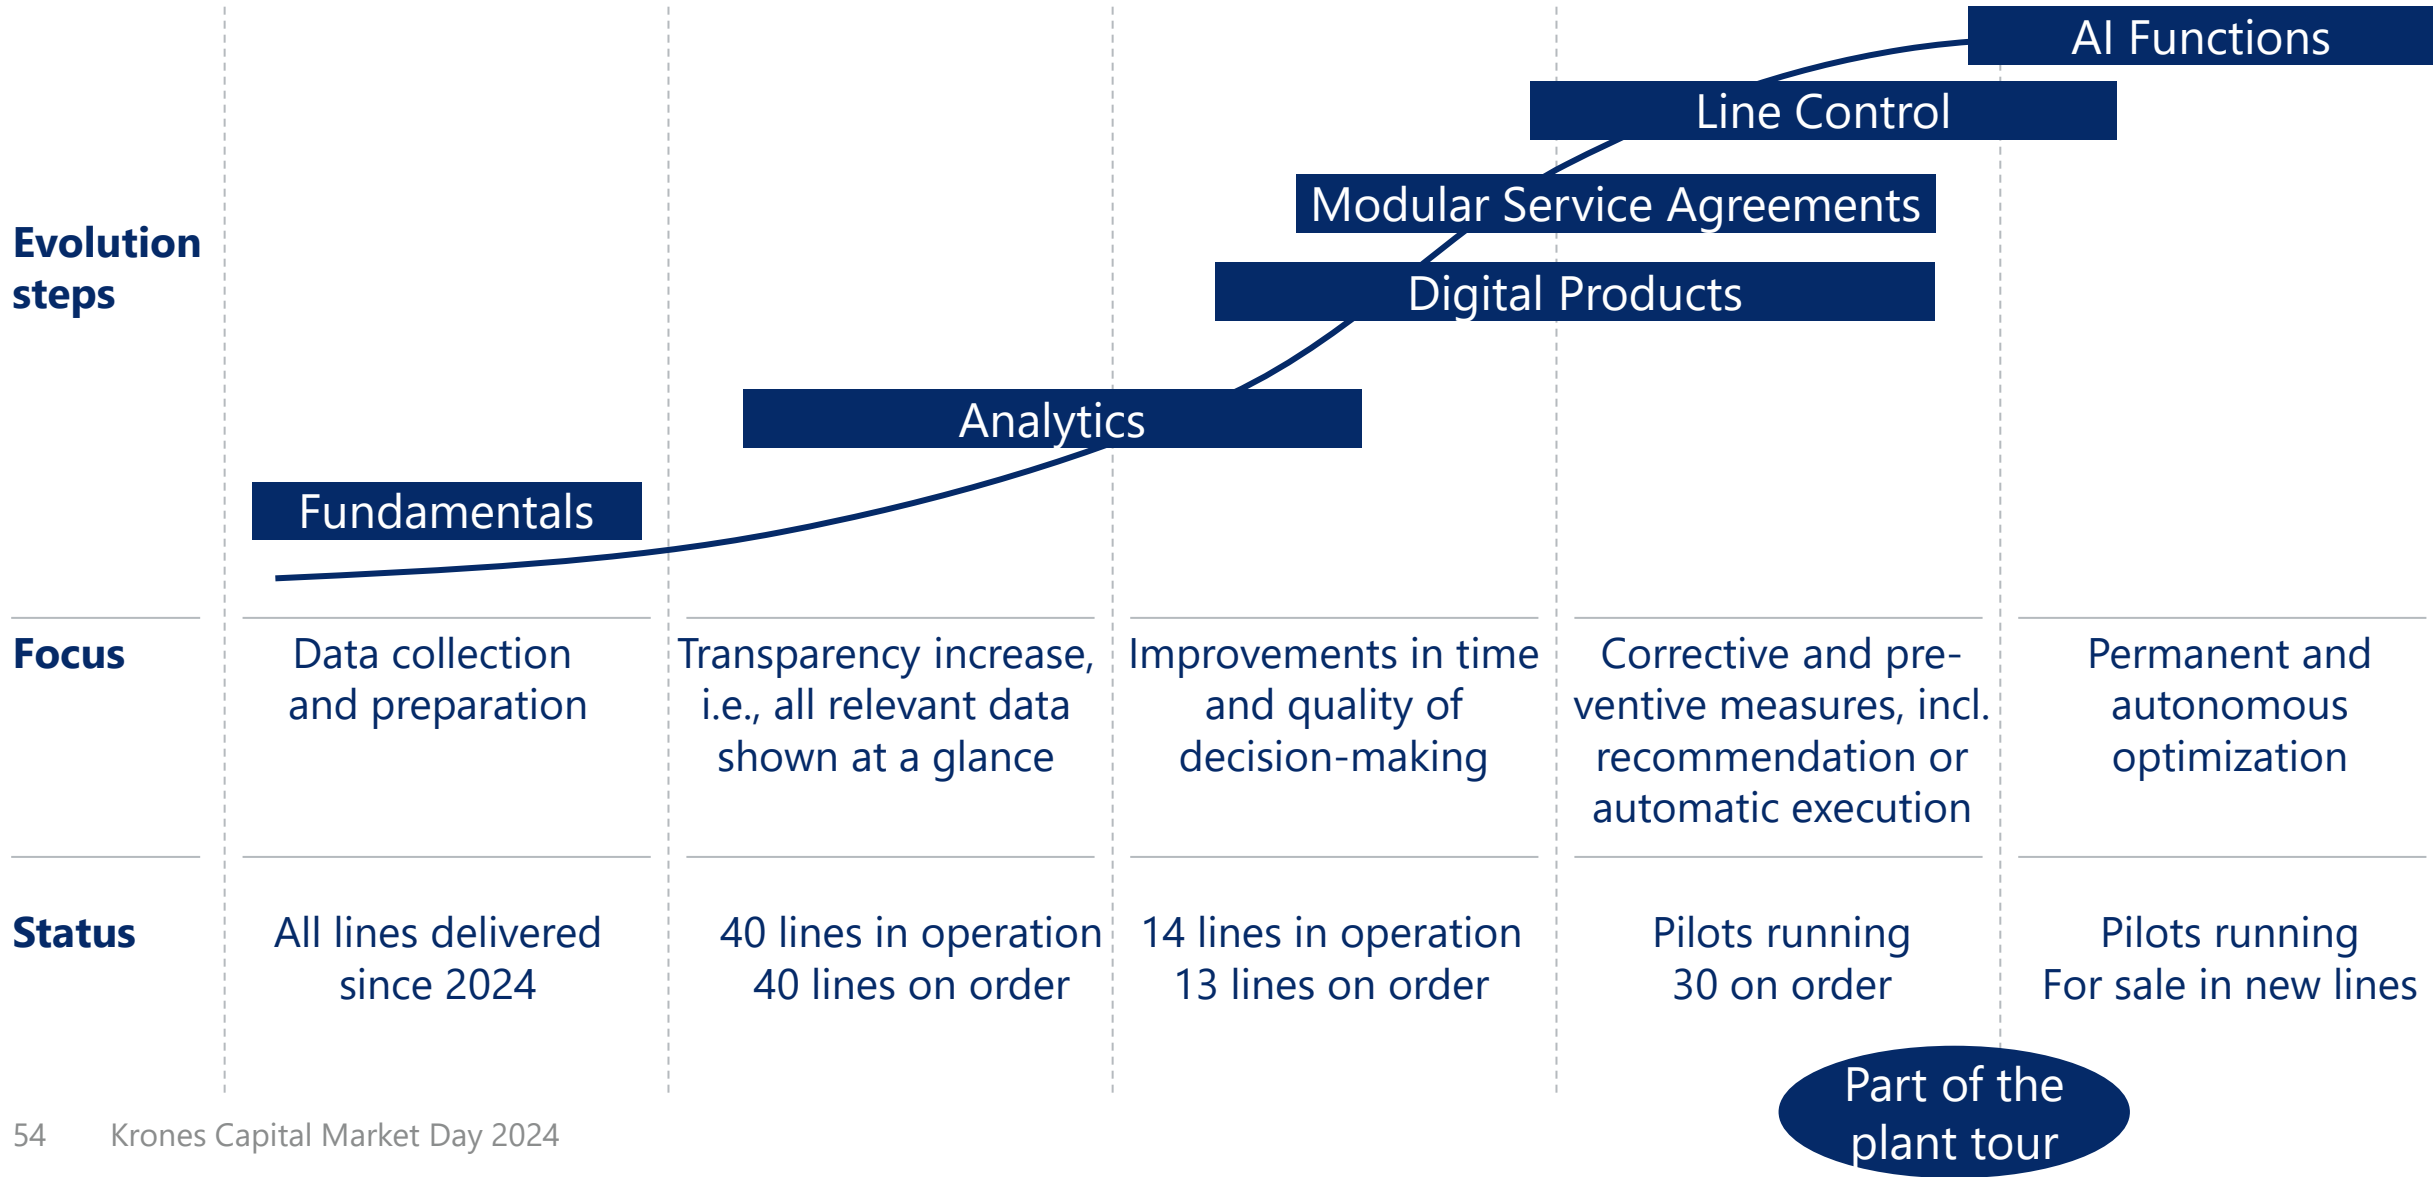 AI Functions
Line Control
Modular Service Agreements
Evolution
steps
Digital Products
Analytics
Fundamentals
Focus
Data collection
and preparation
Transparency increase,
i.e., all relevant data
shown at a glance
Improvements in time
and quality of
decision-making
Corrective and pre-
ventive measures, incl.
recommendation or
automatic execution
Permanent and
autonomous
optimization
Status
All lines delivered
since 2024
40 lines in operation
40 lines on order
14 lines in operation
13 lines on order
Pilots running
30 on order
Pilots running
For sale in new lines
Part of the
plant tour
54 Krones Capital Market Day 2024